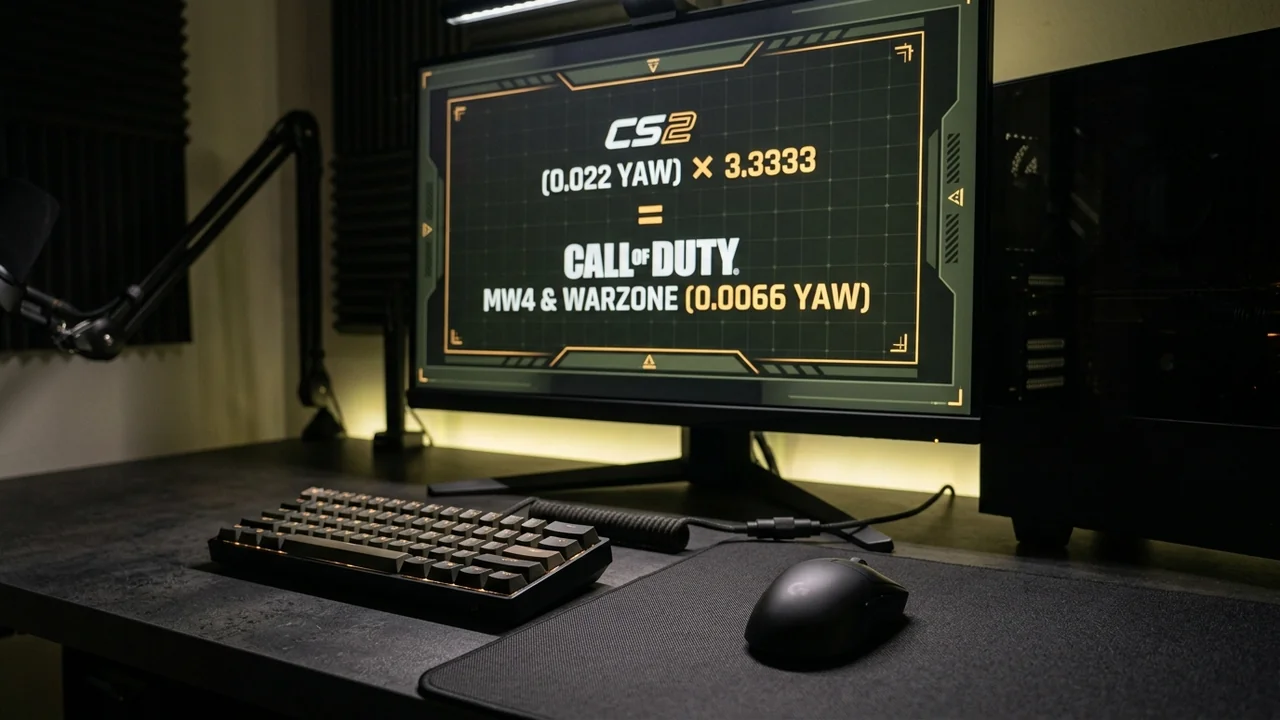 CS2
(0.022 YAW) × 3.3333
=
CALL OF DUTY®
MW4 & WARZONE (0.0066 YAW)